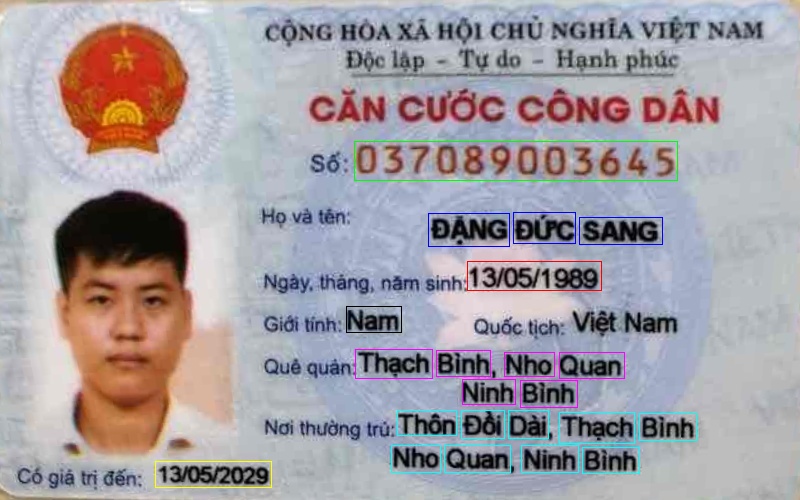 CỘNG HÒA XÃ HỘI CHỦ NGHĨA VIỆT NAM
Độc lập - Tự do - Hạnh phúc
CĂN CƯỚC CÔNG DÂN
Số: 037089003645
Họ và tên: ĐẶNG ĐỨC SANG
Ngày, tháng, năm sinh: 13/05/1989
Giới tính: Nam Quốc tịch: Việt Nam
Quê quán: Thạch Bình, Nho Quan
Ninh Bình
Nơi thường trú: Thôn Đồi Dài, Thạch Bình
Nho Quan, Ninh Bình
Có giá trị đến: 13/05/2029